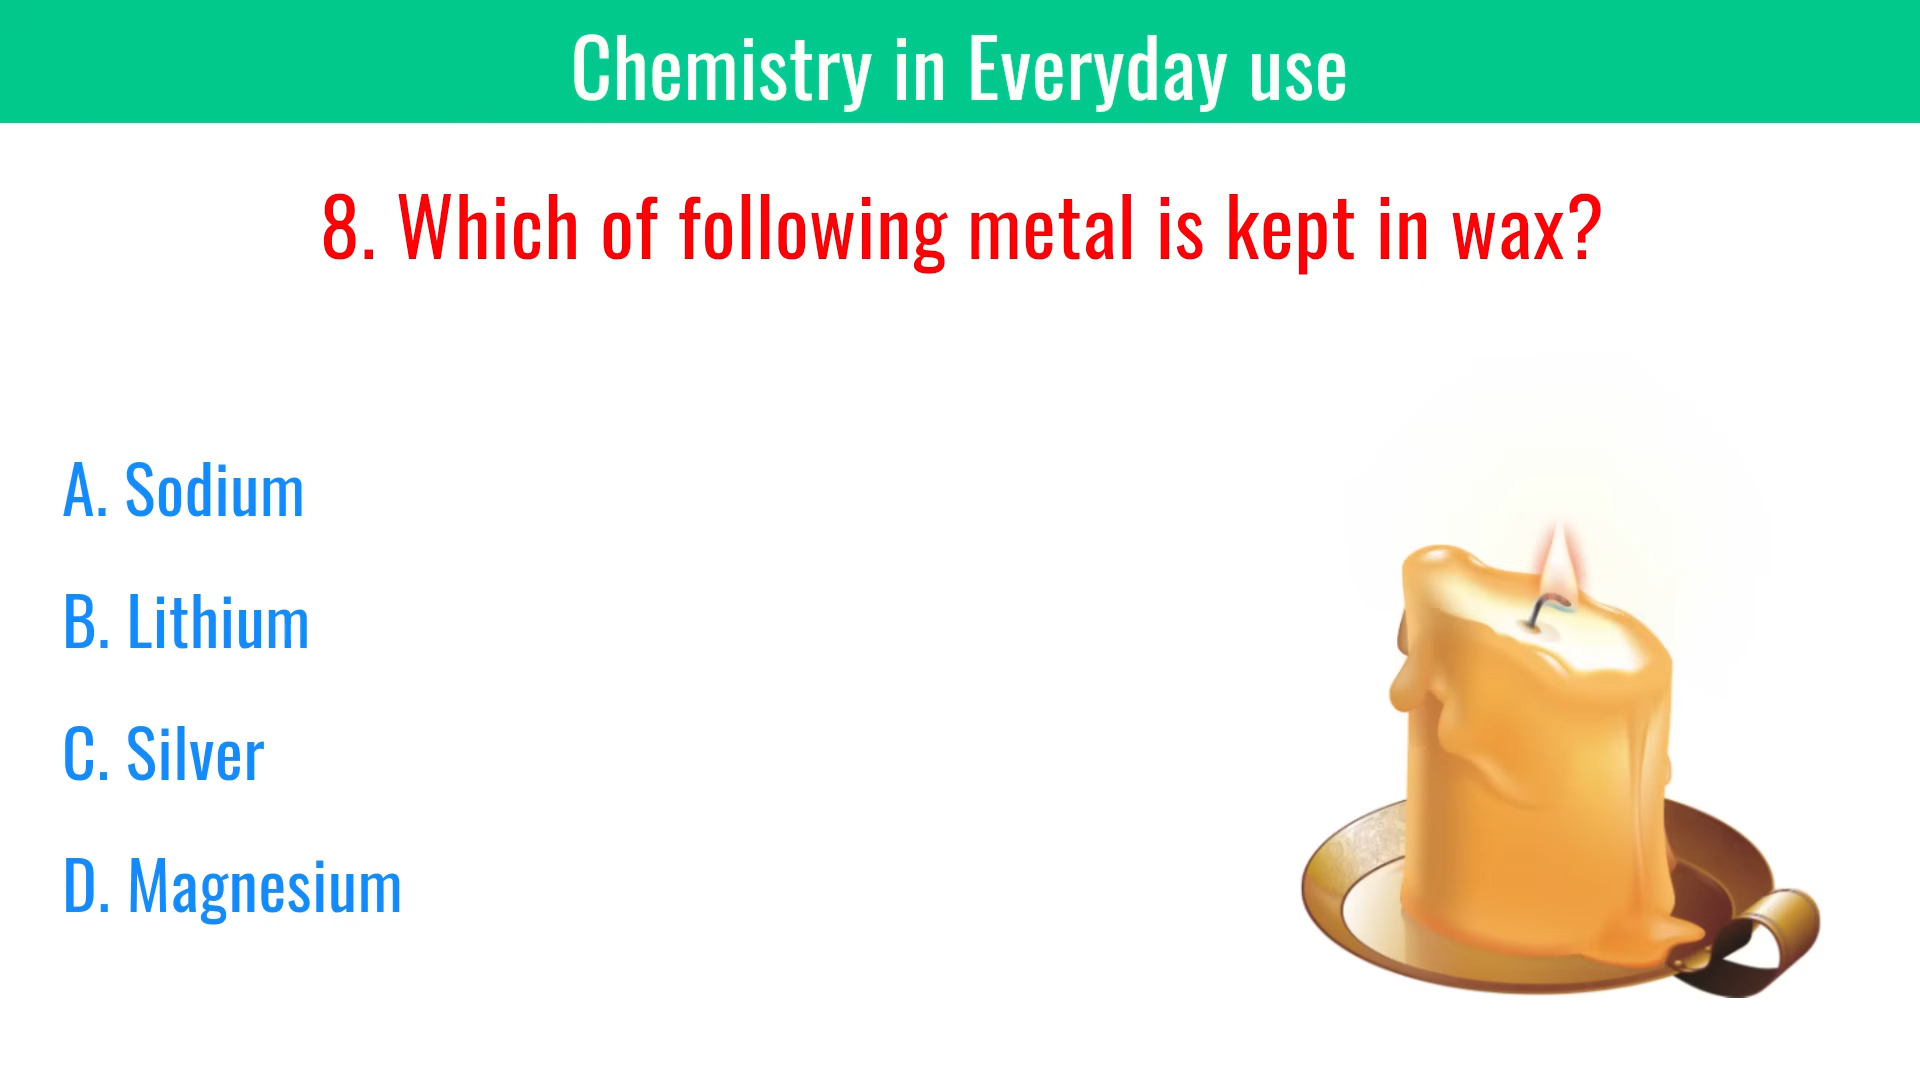 Chemistry in Everyday use
8. Which of following metal is kept in wax?
A. Sodium
B. Lithium
C. Silver
D. Magnesium